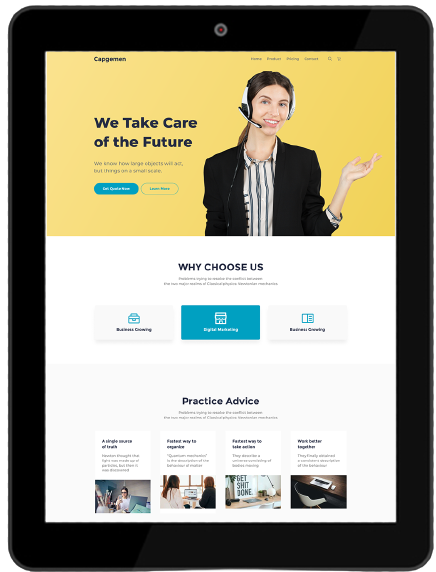 Capgemen
Home Product Pricing Contact
We Take Care
of the Future
We know how large objects will act,
but things on a small scale.
Get Quote Now
Learn More
WHY CHOOSE US
Problems trying to resolve the conflict between
the two major realms of Classical physics: Newtonian mechanics
Business Growing
Digital Marketing
Business Growing
Practice Advice
Problems trying to resolve the conflict between
the two major realms of Classical physics: Newtonian mechanics
A single source
of truth
Newton thought that
light was made up of
particles, but then it
was discovered
Fastest way to
organize
"Quantum mechanics"
is the description of the
behaviour of matter
Fastest way to
take action
They describe a
universe consisting of
bodies moving
Work better
together
They finally obtained
a consistent description
of the behaviour
GET
SHIT
DONE